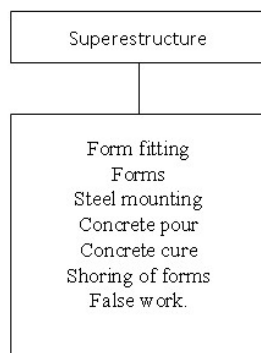 Superestructure
Form fitting
Forms
Steel mounting
Concrete pour
Concrete cure
Shoring of forms
False work.